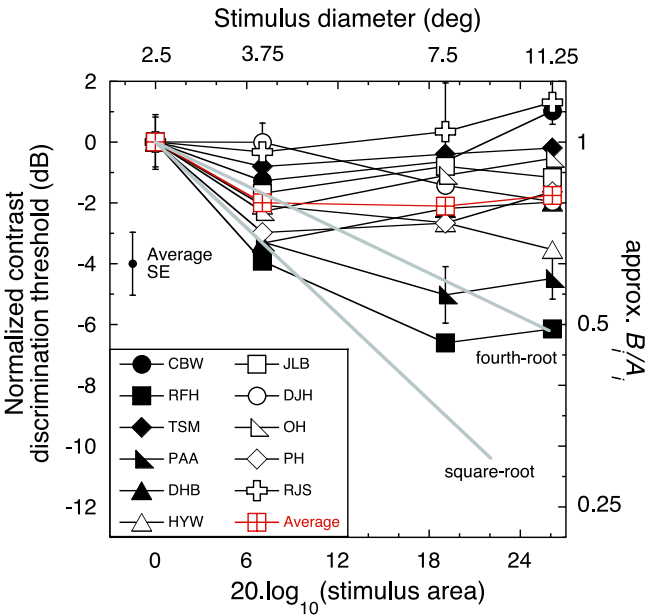 Stimulus diameter (deg)
2.5 3.75 7.5 11.25
Normalized contrast
discrimination threshold (dB)
2
0
-2
-4
-6
-8
-10
-12
1
0.5
0.25
approx. Bi/Ai
Average
SE
fourth-root
square-root
CBW JLB
RFH DJH
TSM OH
PAA PH
DHB RJS
HYW Average
0 6 12 18 24
20.log10(stimulus area)